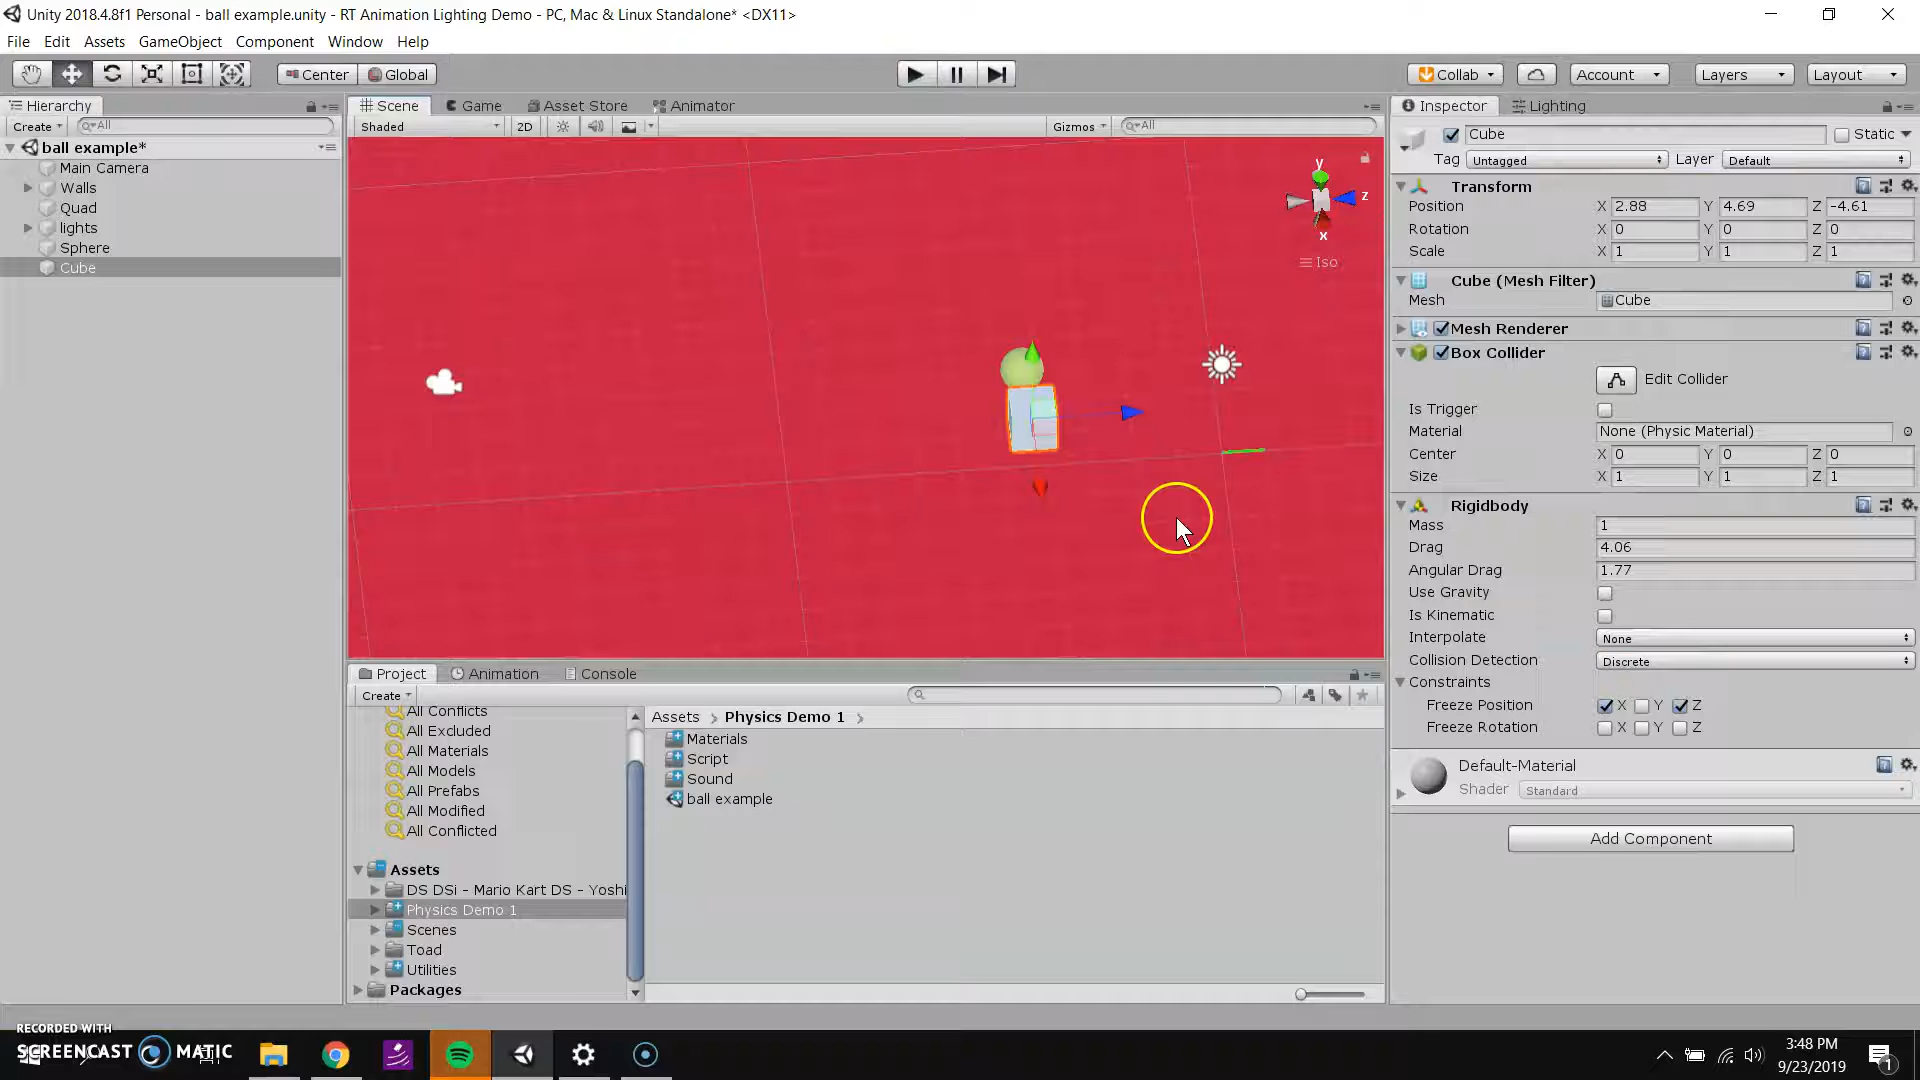 Unity 2018.4.8f1 Personal - ball example.unity - RT Animation Lighting Demo - PC, Mac & Linux Standalone* <DX11>
File Edit Assets GameObject Component Window Help
Center Global Collab Account Layers Layout
Hierarchy
Create All
ball example*
Main Camera
Walls
Quad
lights
Sphere
Cube
Scene Game Asset Store Animator
Shaded 2D Gizmos All
y
z
x
Iso
Project Animation Console
Create
All Conflicts
All Excluded
All Materials
All Models
All Prefabs
All Modified
All Conflicted
Assets
DS DSi - Mario Kart DS - Yoshi
Physics Demo 1
Scenes
Toad
Utilities
Packages
Assets > Physics Demo 1 >
Materials
Script
Sound
ball example
Inspector Lighting
Cube Static
Tag Untagged Layer Default
Transform
Position X 2.88 Y 4.69 Z -4.61
Rotation X 0 Y 0 Z 0
Scale X 1 Y 1 Z 1
Cube (Mesh Filter)
Mesh Cube
Mesh Renderer
Box Collider
Edit Collider
Is Trigger
Material None (Physic Material)
Center X 0 Y 0 Z 0
Size X 1 Y 1 Z 1
Rigidbody
Mass 1
Drag 4.06
Angular Drag 1.77
Use Gravity
Is Kinematic
Interpolate None
Collision Detection Discrete
Constraints
Freeze Position X Y Z
Freeze Rotation X Y Z
Default-Material
Shader Standard
Add Component
RECORDED WITH
SCREENCAST MATIC
3:48 PM
9/23/2019
1